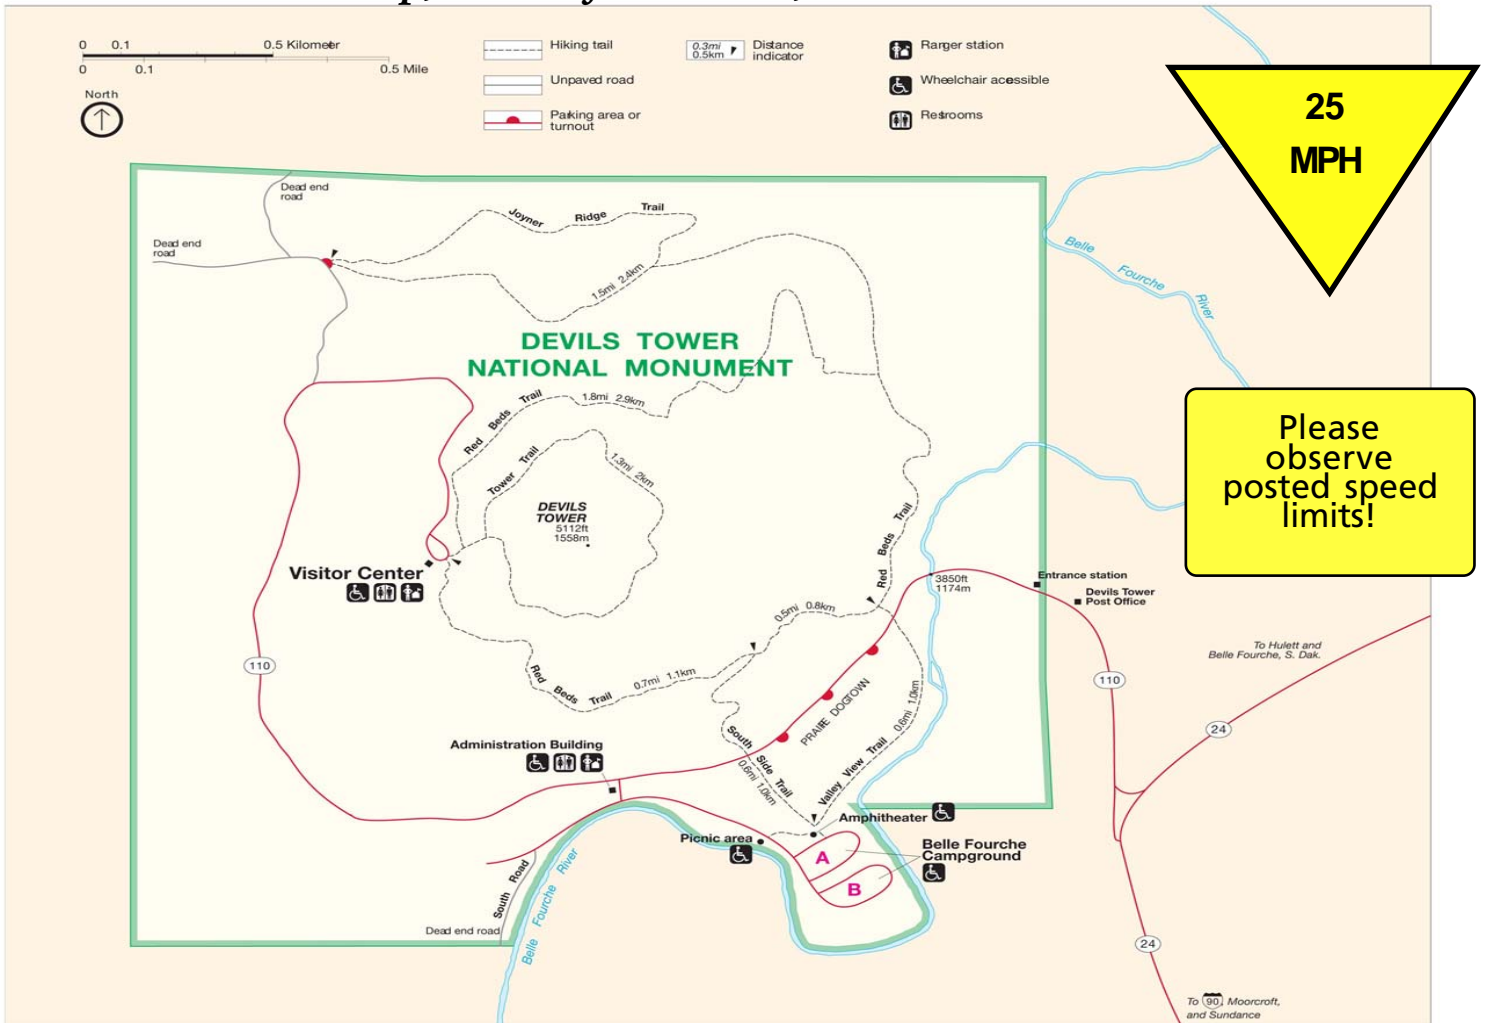 0 0.1 0.5 Kilometer
0 0.1 0.5 Mile
North
Hiking trail
Unpaved road
Parking area or
turnout
0.3mi
0.5km
Distance
indicator
Ranger station
Wheelchair accessible
Restrooms
25
MPH
Please
observe
posted speed
limits!
Dead end
road
Dead end
road
Joyner Ridge Trail
1.5mi 2.4km
DEVILS TOWER
NATIONAL MONUMENT
Red Beds Trail
1.8mi 2.9km
Tower Trail
1.3mi 2km
DEVILS
TOWER
5112ft
1558m
Visitor Center
Belle Fourche River
Red Beds Trail
3850ft
1174m
Entrance station
Devils Tower
Post Office
To Hulett and
Belle Fourche, S. Dak.
110
110
24
0.5mi 0.8km
Red Beds Trail
0.7mi 1.1km
PRAIRIE DOGTOWN
0.6mi 1.0km
Valley View Trail
South Side Trail
0.6mi 1.0km
Administration Building
Amphitheater
Picnic area
Belle Fourche
Campground
A
B
South Road
Dead end road
Belle Fourche River
24
To 90, Moorcroft,
and Sundance